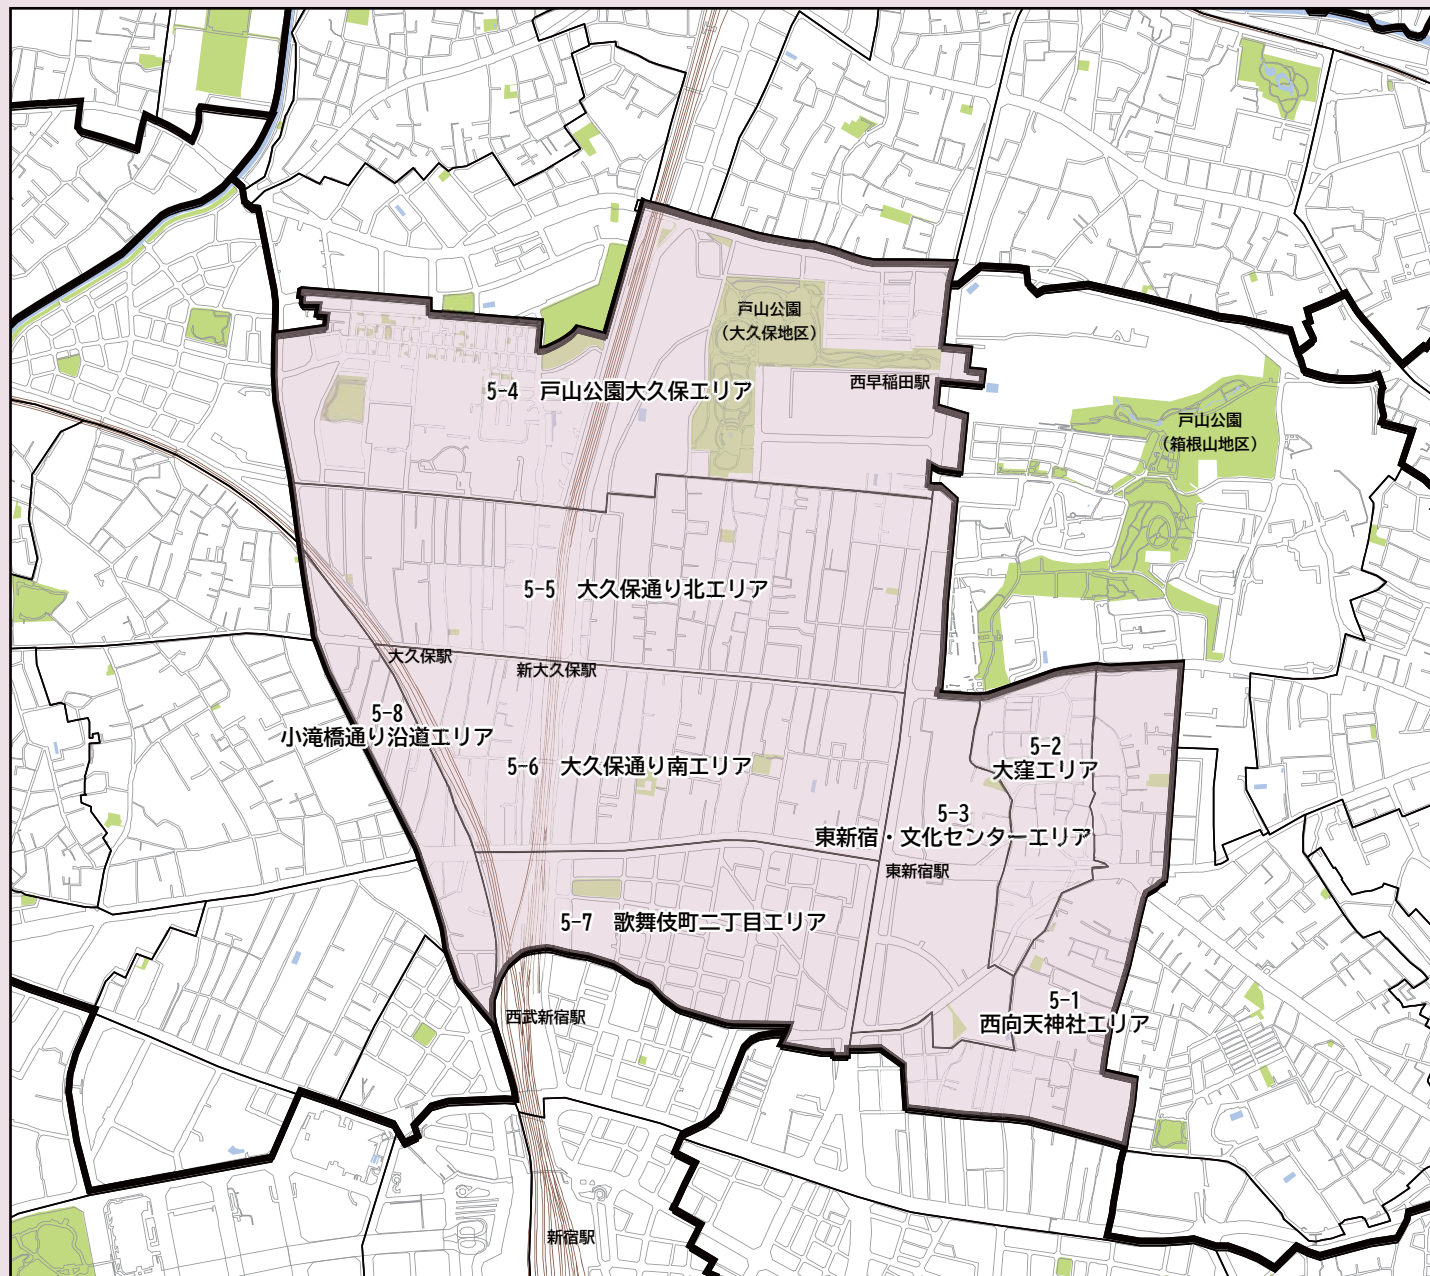 戸山公園
（大久保地区）
西早稲田駅
5-4　戸山公園大久保エリア
戸山公園
（箱根山地区）
5-5　大久保通り北エリア
大久保駅
新大久保駅
5-8
小滝橋通り沿道エリア
5-6　大久保通り南エリア
5-2
大窪エリア
5-3
東新宿・文化センターエリア
東新宿駅
5-7　歌舞伎町二丁目エリア
5-1
西向天神社エリア
西武新宿駅
新宿駅